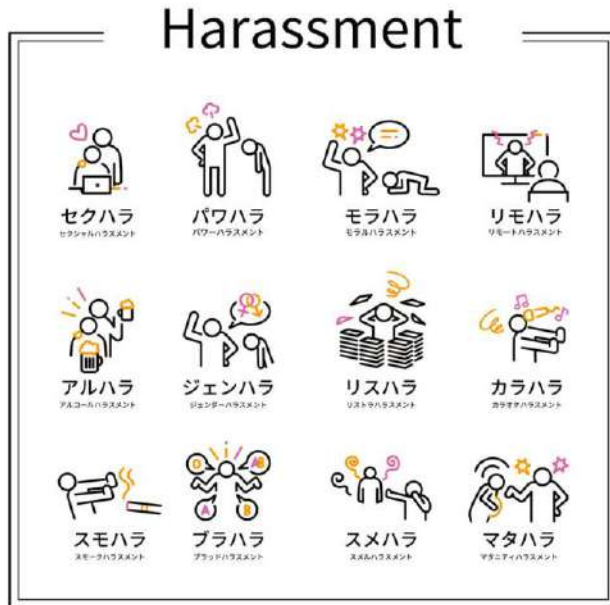 Harassment
セクハラ
セクシャルハラスメント
パワハラ
パワーハラスメント
モラハラ
モラルハラスメント
リモハラ
リモートハラスメント
アルハラ
アルコールハラスメント
ジェンハラ
ジェンダーハラスメント
リスハラ
リストラハラスメント
カラハラ
カラオケハラスメント
O
AB
A
B
スモハラ
スモークハラスメント
ブラハラ
ブラッドハラスメント
スメハラ
スメルハラスメント
マタハラ
マタニティハラスメント